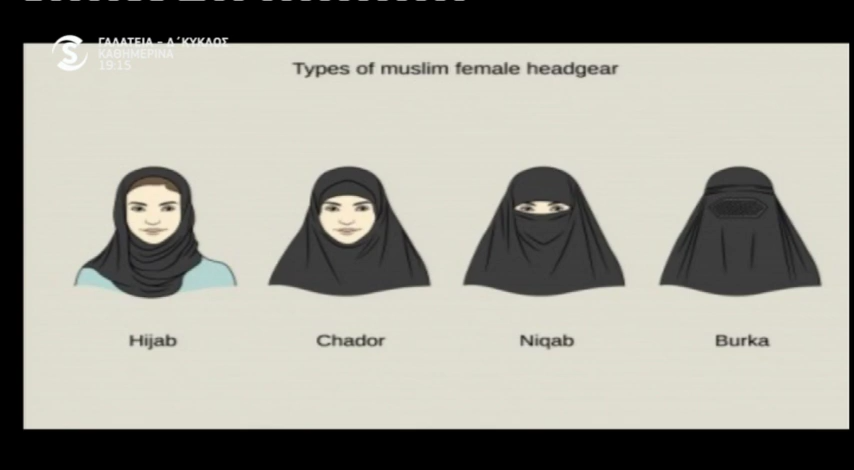 ΓΑΛΑΤΕΙΑ - Δ΄ΚΥΚΛΟΣ
ΚΑΘΗΜΕΡΙΝΑ
19:15
Types of muslim female headgear
Hijab
Chador
Niqab
Burka